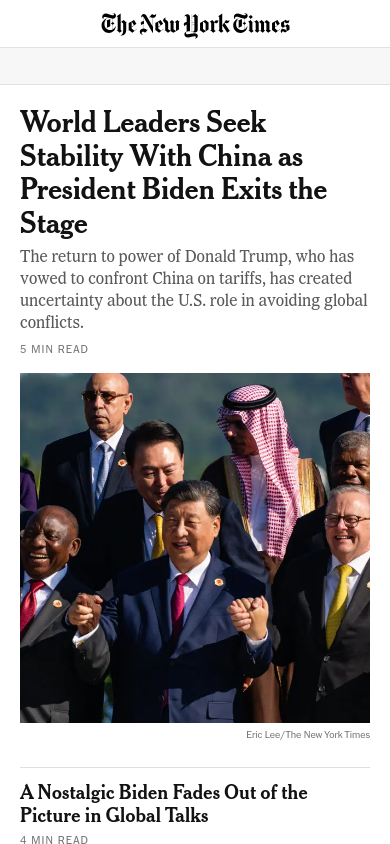 The New York Times
World Leaders Seek
Stability With China as
President Biden Exits the
Stage
The return to power of Donald Trump, who has
vowed to confront China on tariffs, has created
uncertainty about the U.S. role in avoiding global
conflicts.
5 MIN READ
Eric Lee/The New York Times
A Nostalgic Biden Fades Out of the
Picture in Global Talks
4 MIN READ